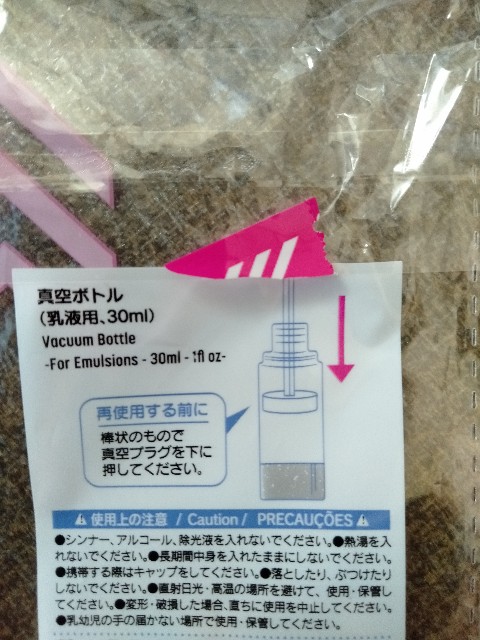 真空ボトル
（乳液用、30ml）
Vacuum Bottle
-For Emulsions - 30ml - 1fl oz-
再使用する前に
棒状のもので
真空プラグを下に
押してください。
使用上の注意 / Caution / PRECAUÇÕES
●シンナー、アルコール、除光液を入れないでください。●熱湯を入
れないでください。●長期間中身を入れたままにしないでください。
●携帯する際はキャップをしてください。●落としたり、ぶつけたり
しないでください。●直射日光・高温の場所を避けて、使用・保管し
てください。●変形・破損した場合、直ちに使用を中止してください。
●乳幼児の手の届かない場所で使用・保管してください。